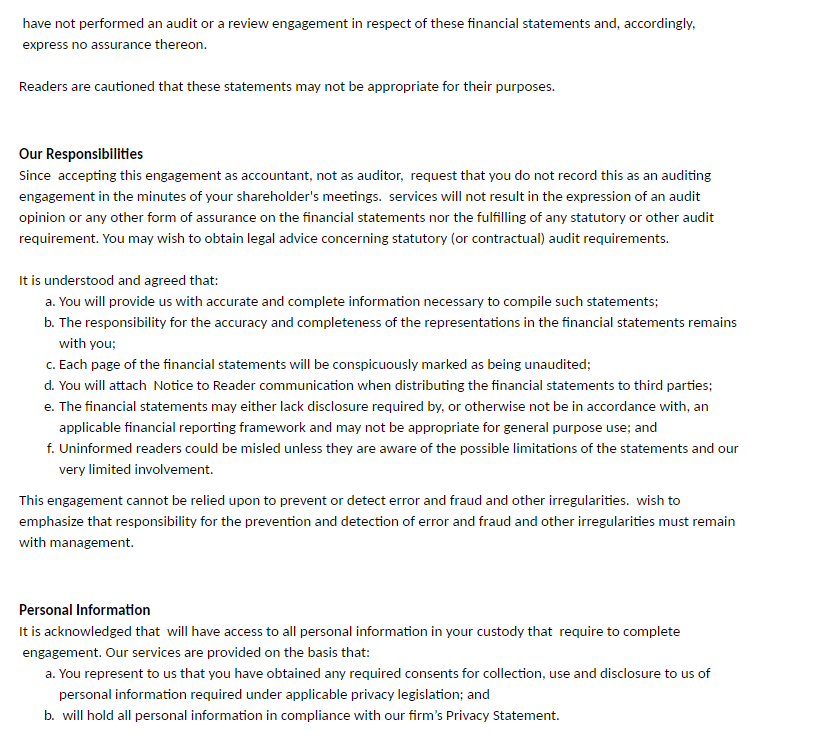 have not performed an audit or a review engagement in respect of these financial statements and, accordingly,
express no assurance thereon.
Readers are cautioned that these statements may not be appropriate for their purposes.
Our Responsibilities
Since  accepting this engagement as accountant, not as auditor,  request that you do not record this as an auditing
engagement in the minutes of your shareholder's meetings.  services will not result in the expression of an audit
opinion or any other form of assurance on the financial statements nor the fulfilling of any statutory or other audit
requirement. You may wish to obtain legal advice concerning statutory (or contractual) audit requirements.
It is understood and agreed that:
a. You will provide us with accurate and complete information necessary to compile such statements;
b. The responsibility for the accuracy and completeness of the representations in the financial statements remains
with you;
c. Each page of the financial statements will be conspicuously marked as being unaudited;
d. You will attach  Notice to Reader communication when distributing the financial statements to third parties;
e. The financial statements may either lack disclosure required by, or otherwise not be in accordance with, an
applicable financial reporting framework and may not be appropriate for general purpose use; and
f. Uninformed readers could be misled unless they are aware of the possible limitations of the statements and our
very limited involvement.
This engagement cannot be relied upon to prevent or detect error and fraud and other irregularities.  wish to
emphasize that responsibility for the prevention and detection of error and fraud and other irregularities must remain
with management.
Personal Information
It is acknowledged that  will have access to all personal information in your custody that  require to complete
engagement. Our services are provided on the basis that:
a. You represent to us that you have obtained any required consents for collection, use and disclosure to us of
personal information required under applicable privacy legislation; and
b.  will hold all personal information in compliance with our firm's Privacy Statement.